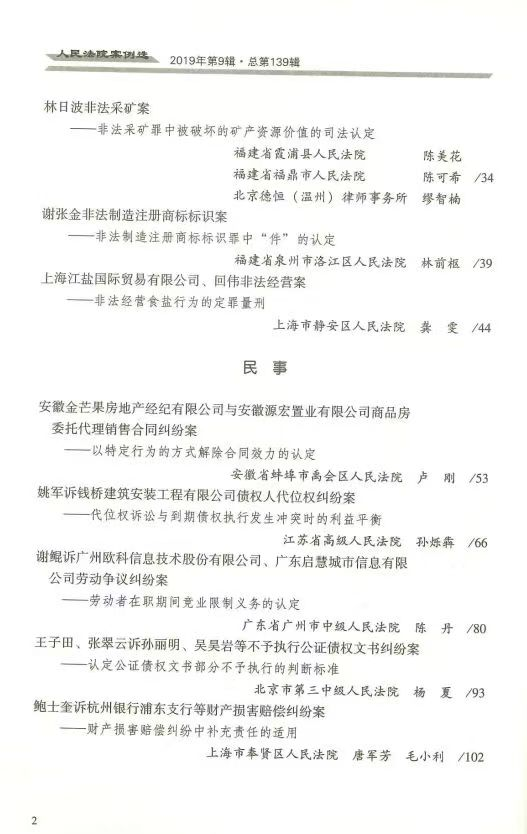 人民法院案例选 2019年第9辑·总第139辑
林日波非法采矿案
——非法采矿罪中被破坏的矿产资源价值的司法认定
福建省霞浦县人民法院 陈美花
福建省福鼎市人民法院 陈可希 /34
北京德恒（温州）律师事务所 缪智楠
谢张金非法制造注册商标标识案
——非法制造注册商标标识罪中“件”的认定
福建省泉州市洛江区人民法院 林前枢 /39
上海江盐国际贸易有限公司、回伟非法经营案
——非法经营食盐行为的定罪量刑
上海市静安区人民法院 龚雯 /44
民事
安徽金芒果房地产经纪有限公司与安徽源宏置业有限公司商品房
委托代理销售合同纠纷案
——以特定行为的方式解除合同效力的认定
安徽省蚌埠市禹会区人民法院 卢刚 /53
姚军诉钱桥建筑安装工程有限公司债权人代位权纠纷案
——代位权诉讼与到期债权执行发生冲突时的利益平衡
江苏省高级人民法院 孙烁犇 /66
谢鲲诉广州欧科信息技术股份有限公司、广东启慧城市信息有限
公司劳动争议纠纷案
——劳动者在职期间竞业限制义务的认定
广东省广州市中级人民法院 陈丹 /80
王子田、张翠云诉孙丽明、吴昊岩等不予执行公证债权文书纠纷案
——认定公证债权文书部分不予执行的判断标准
北京市第三中级人民法院 杨夏 /93
鲍士奎诉杭州银行浦东支行等财产损害赔偿纠纷案
——财产损害赔偿纠纷中补充责任的适用
上海市奉贤区人民法院 唐军芳 毛小利 /102
2